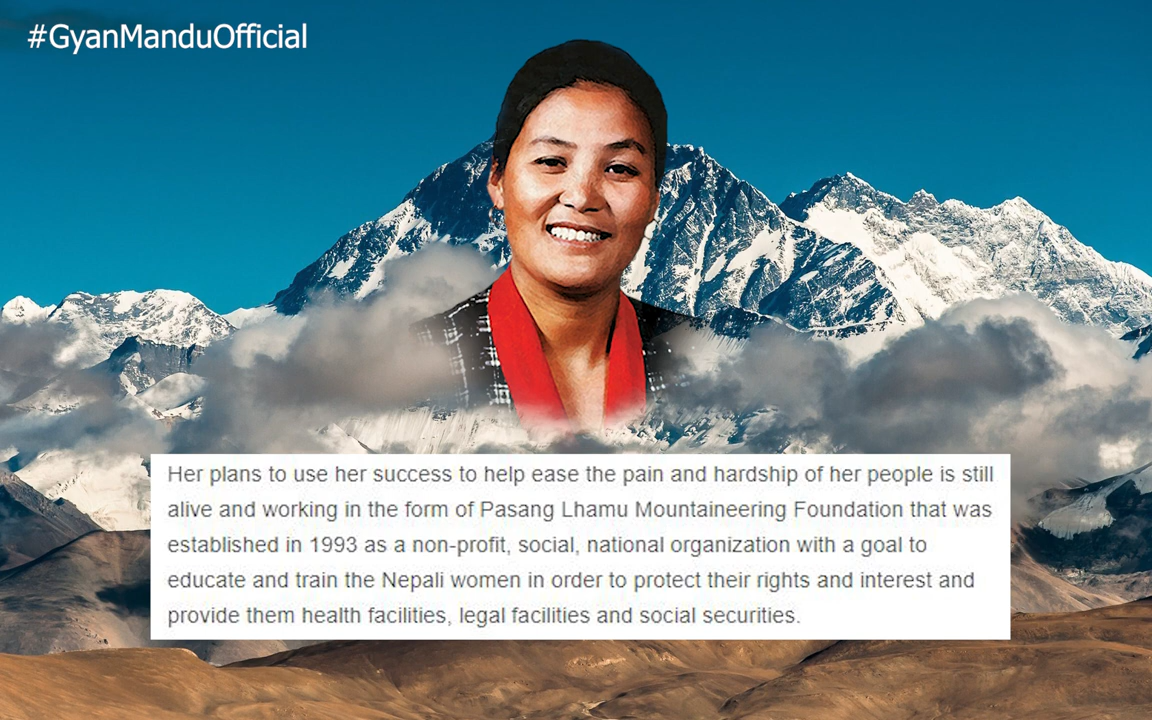 #GyanManduOfficial
Her plans to use her success to help ease the pain and hardship of her people is still
alive and working in the form of Pasang Lhamu Mountaineering Foundation that was
established in 1993 as a non-profit, social, national organization with a goal to
educate and train the Nepali women in order to protect their rights and interest and
provide them health facilities, legal facilities and social securities.